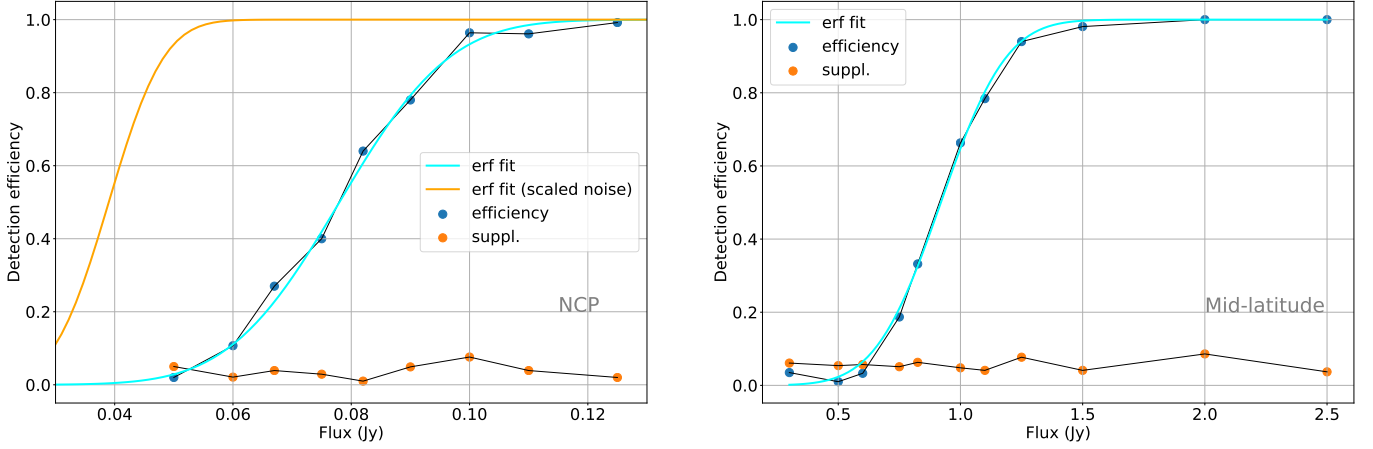 1.0
0.8
0.6
0.4
0.2
0.0
Detection efficiency
erf fit
erf fit (scaled noise)
efficiency
suppl.
NCP
0.04 0.06 0.08 0.10 0.12
Flux (Jy)
1.0
0.8
0.6
0.4
0.2
0.0
Detection efficiency
erf fit
efficiency
suppl.
Mid-latitude
0.5 1.0 1.5 2.0 2.5
Flux (Jy)